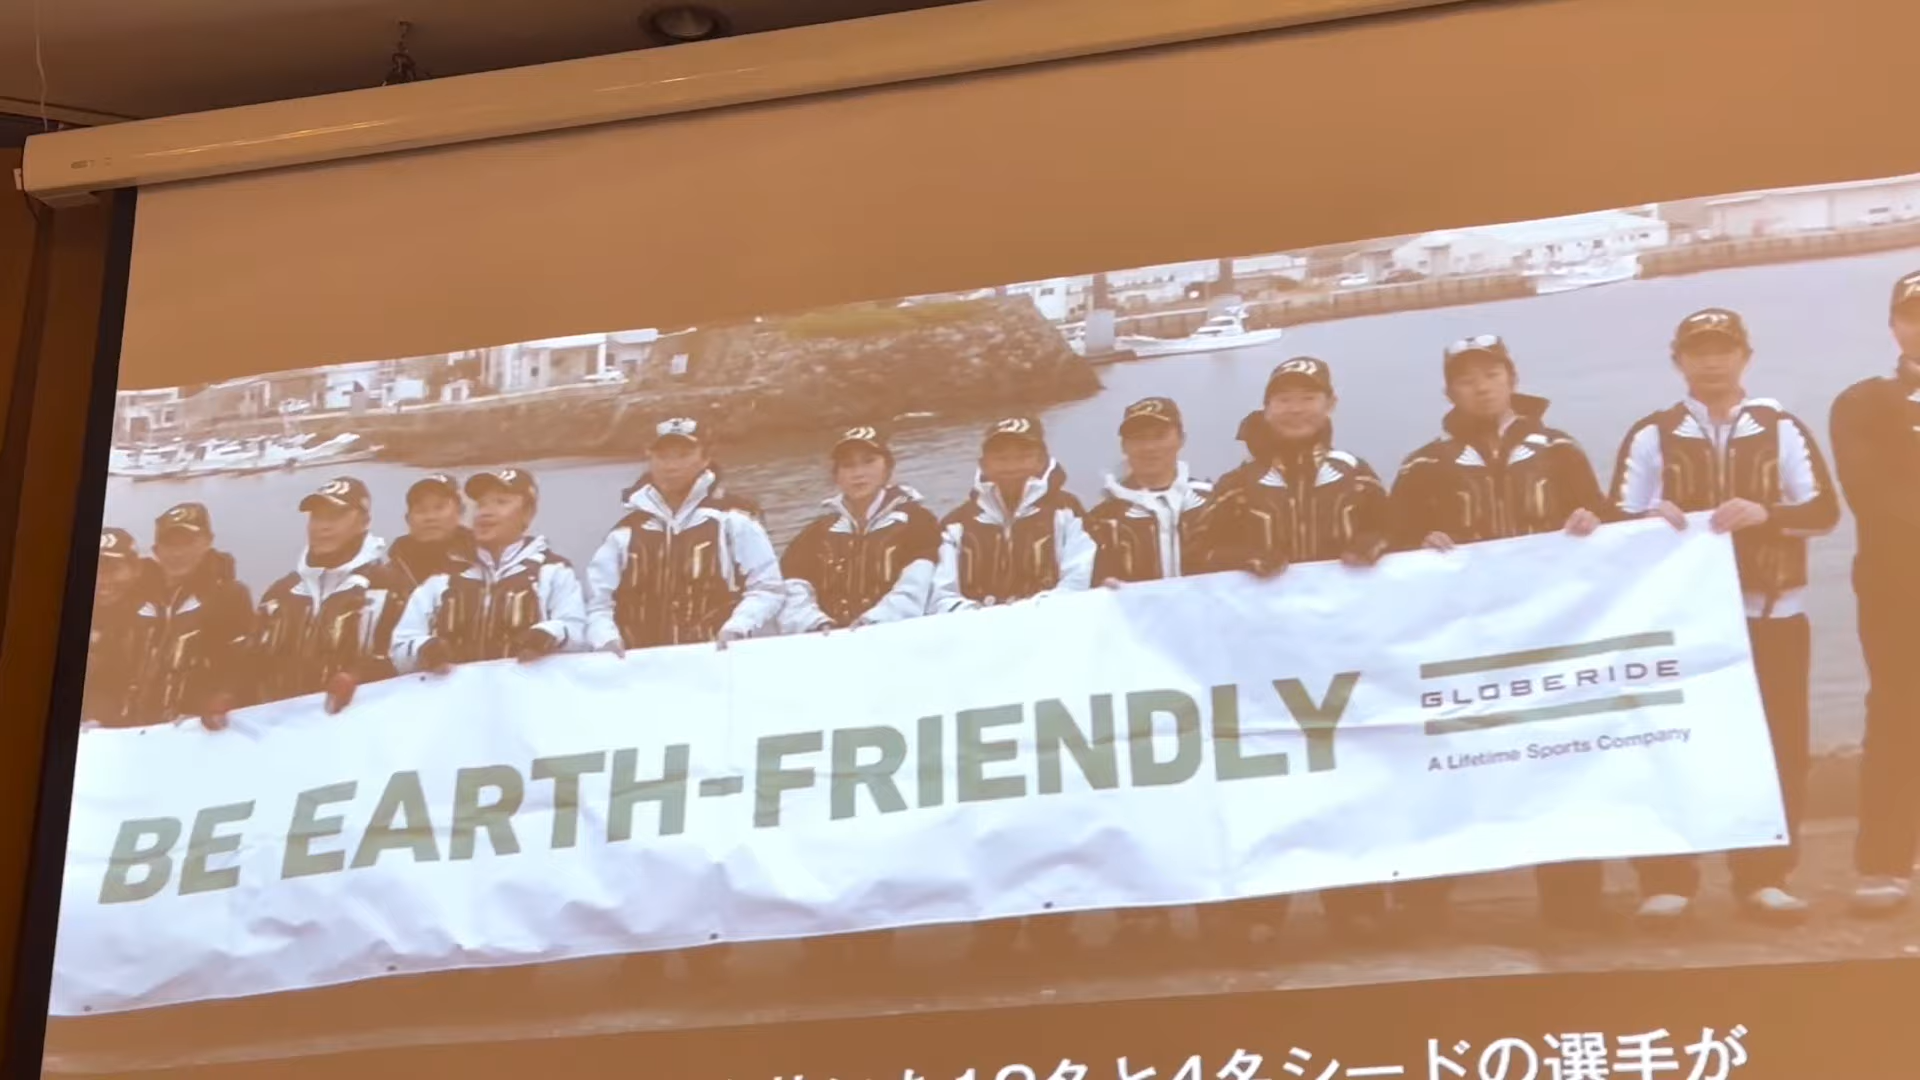 BE EARTH-FRIENDLY
GLOBERIDE
A Lifetime Sports Company
名と4名シードの選手が